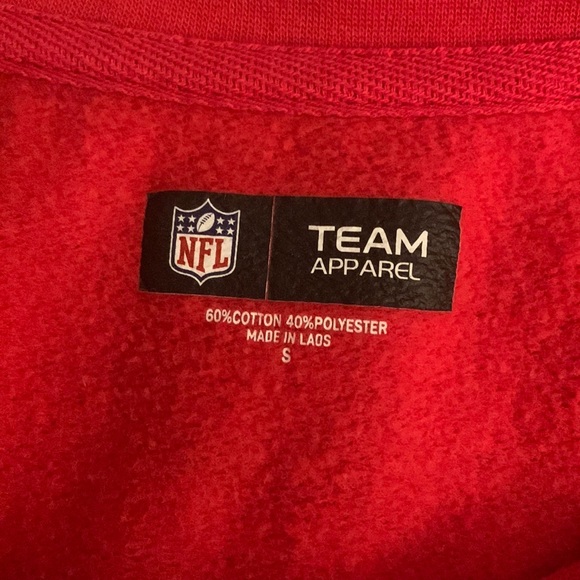 NFL
TEAM
APPAREL
60%COTTON 40%POLYESTER
MADE IN LAOS
S